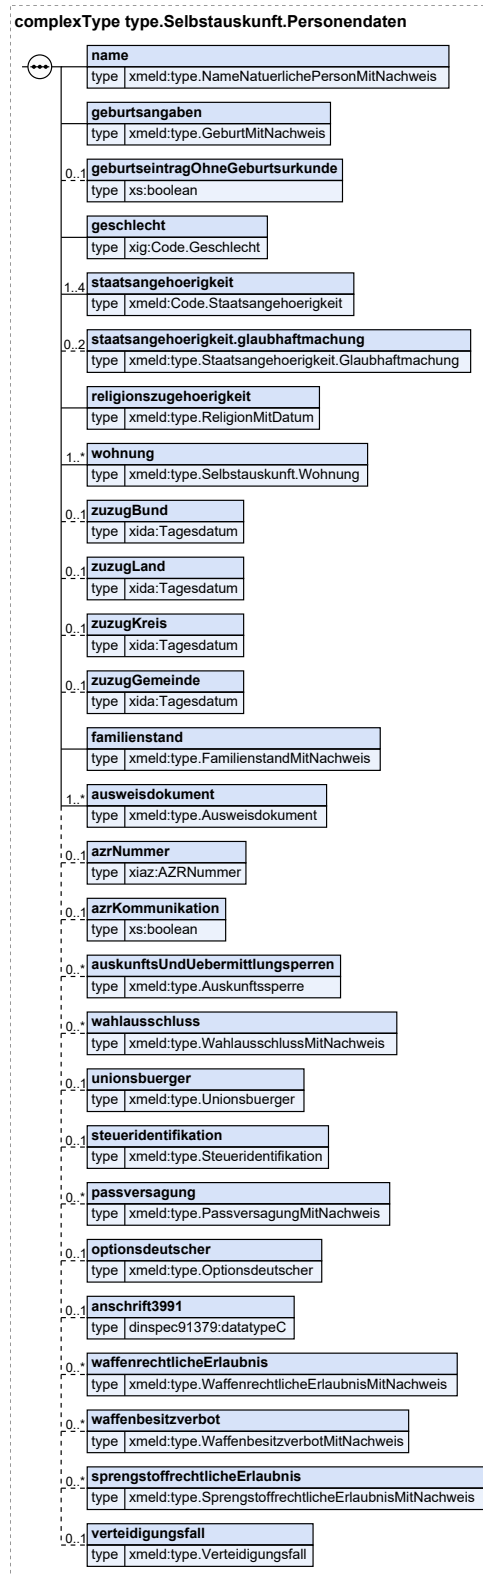 complexType type.Selbstauskunft.Personendaten
name
type xmeld:type.NameNatuerlichePersonMitNachweis
geburtsangaben
type xmeld:type.GeburtMitNachweis
0..1 geburtseintragOhneGeburtsurkunde
type xs:boolean
geschlecht
type xig:Code.Geschlecht
1..4 staatsangehoerigkeit
type xmeld:Code.Staatsangehoerigkeit
0..2 staatsangehoerigkeit.glaubhaftmachung
type xmeld:type.Staatsangehoerigkeit.Glaubhaftmachung
religionszugehoerigkeit
type xmeld:type.ReligionMitDatum
1..* wohnung
type xmeld:type.Selbstauskunft.Wohnung
0..1 zuzugBund
type xida:Tagesdatum
0..1 zuzugLand
type xida:Tagesdatum
0..1 zuzugKreis
type xida:Tagesdatum
0..1 zuzugGemeinde
type xida:Tagesdatum
familienstand
type xmeld:type.FamilienstandMitNachweis
1..* ausweisdokument
type xmeld:type.Ausweisdokument
0..1 azrNummer
type xiaz:AZRNummer
0..1 azrKommunikation
type xs:boolean
0..* auskunftsUndUebermittlungsperren
type xmeld:type.Auskunftssperre
0..* wahlausschluss
type xmeld:type.WahlausschlussMitNachweis
0..1 unionsbuerger
type xmeld:type.Unionsbuerger
0..1 steueridentifikation
type xmeld:type.Steueridentifikation
0..* passversagung
type xmeld:type.PassversagungMitNachweis
0..1 optionsdeutscher
type xmeld:type.Optionsdeutscher
0..1 anschrift3991
type dinspec91379:datatypeC
0..* waffenrechtlicheErlaubnis
type xmeld:type.WaffenrechtlicheErlaubnisMitNachweis
0..* waffenbesitzverbot
type xmeld:type.WaffenbesitzverbotMitNachweis
0..* sprengstoffrechtlicheErlaubnis
type xmeld:type.SprengstoffrechtlicheErlaubnisMitNachweis
0..1 verteidigungsfall
type xmeld:type.Verteidigungsfall